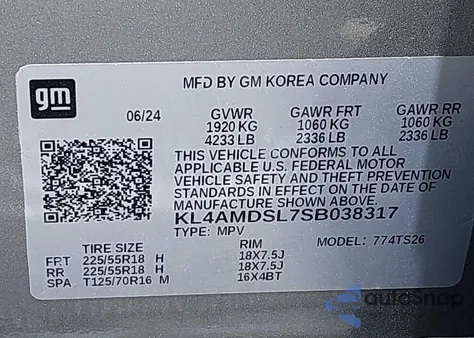 gm
MFD BY GM KOREA COMPANY
06/24
GVWR GAWR FRT GAWR RR
1920 KG 1060 KG 1060 KG
4233 LB 2336 LB 2336 LB
THIS VEHICLE CONFORMS TO ALL
APPLICABLE U.S. FEDERAL MOTOR
VEHICLE SAFETY AND THEFT PREVENTION
STANDARDS IN EFFECT ON THE DATE OF
MANUFACTURE SHOWN ABOVE.
KL4AMDSL7SB038317
TYPE: MPV MODEL: 774TS26
TIRE SIZE RIM
FRT 225/55R18 H 18X7.5J
RR 225/55R18 H 18X7.5J
SPA T125/70R16 M 16X4BT
autoSnap